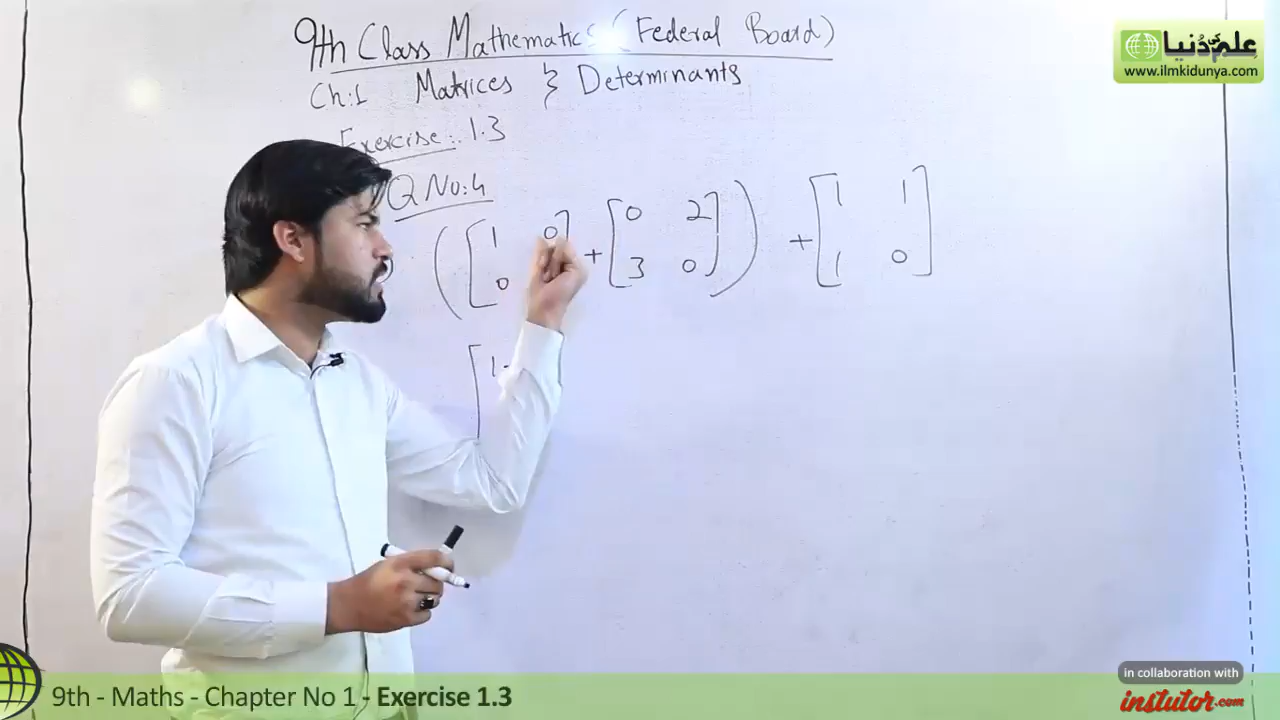 9th Class Mathematics (Federal Board)
Ch:1 Matrices & Determinants
Exercise:. 1.3
Q No:4
( [ 1 0 ] + [ 0 2 ] ) + [ 1 1 ]
0 3 0 1 0
[ 1-
علم کی دنیا
www.ilmkidunya.com
in collaboration with
instutor.com
9th - Maths - Chapter No 1 - Exercise 1.3